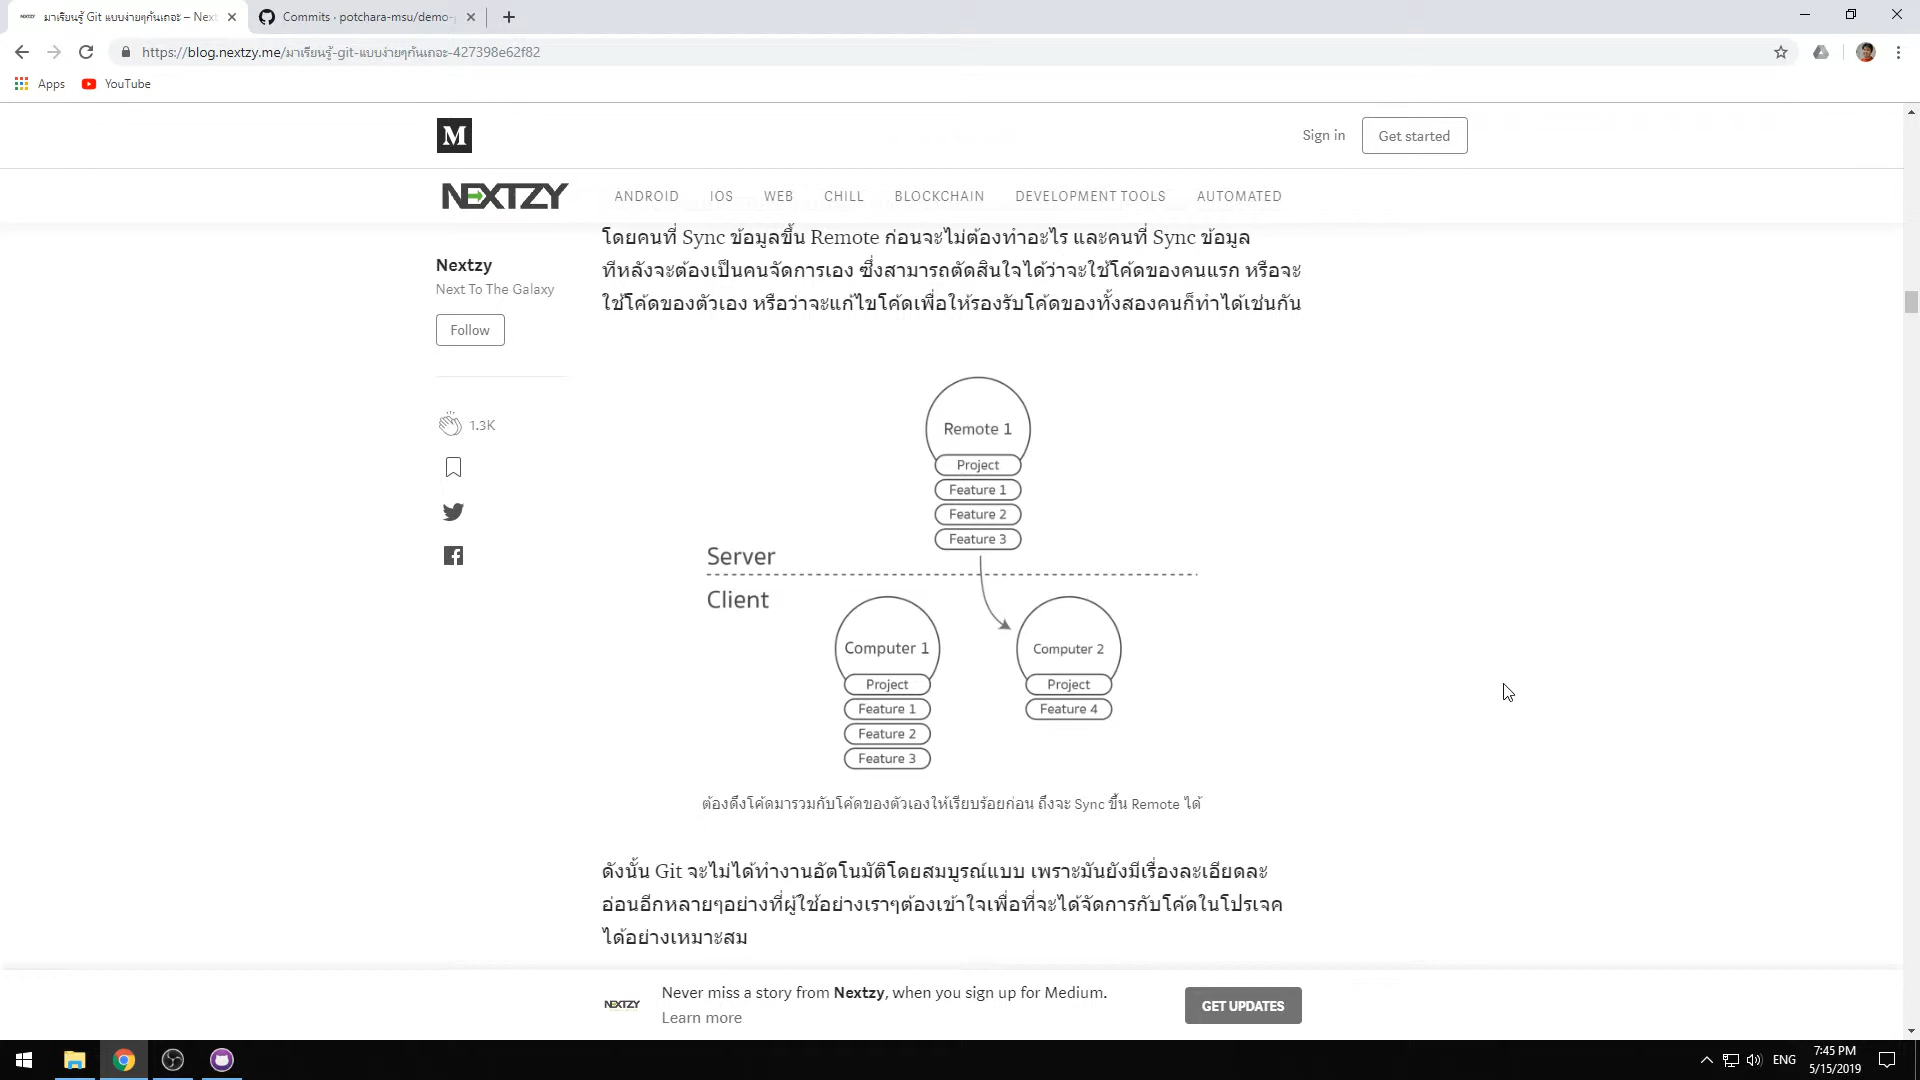 มาเรียนรู้ Git แบบง่ายๆกันเถอะ – Next
Commits · potchara-msu/demo-
https://blog.nextzy.me/มาเรียนรู้-git-แบบง่ายๆกันเถอะ-427398e62f82
Apps
YouTube
M
Sign in
Get started
NEXTZY
ANDROID
IOS
WEB
CHILL
BLOCKCHAIN
DEVELOPMENT TOOLS
AUTOMATED
โดยคนที่ Sync ข้อมูลขึ้น Remote ก่อนจะไม่ต้องทำอะไร และคนที่ Sync ข้อมูล
ทีหลังจะต้องเป็นคนจัดการเอง ซึ่งสามารถตัดสินใจได้ว่าจะใช้โค้ดของคนแรก หรือจะ
ใช้โค้ดของตัวเอง หรือว่าจะแก้ไขโค้ดเพื่อให้รองรับโค้ดของทั้งสองคนก็ทำได้เช่นกัน
Nextzy
Next To The Galaxy
Follow
1.3K
Remote 1
Project
Feature 1
Feature 2
Feature 3
Server
Client
Computer 1
Project
Feature 1
Feature 2
Feature 3
Computer 2
Project
Feature 4
ต้องดึงโค้ดมารวมกับโค้ดของตัวเองให้เรียบร้อยก่อน ถึงจะ Sync ขึ้น Remote ได้
ดังนั้น Git จะไม่ได้ทำงานอัตโนมัติโดยสมบูรณ์แบบ เพราะมันยังมีเรื่องละเอียดละ
อ่อนอีกหลายๆอย่างที่ผู้ใช้อย่างเราๆต้องเข้าใจเพื่อที่จะได้จัดการกับโค้ดในโปรเจค
ได้อย่างเหมาะสม
NEXTZY
Never miss a story from Nextzy, when you sign up for Medium.
Learn more
GET UPDATES
ENG
7:45 PM
5/15/2019